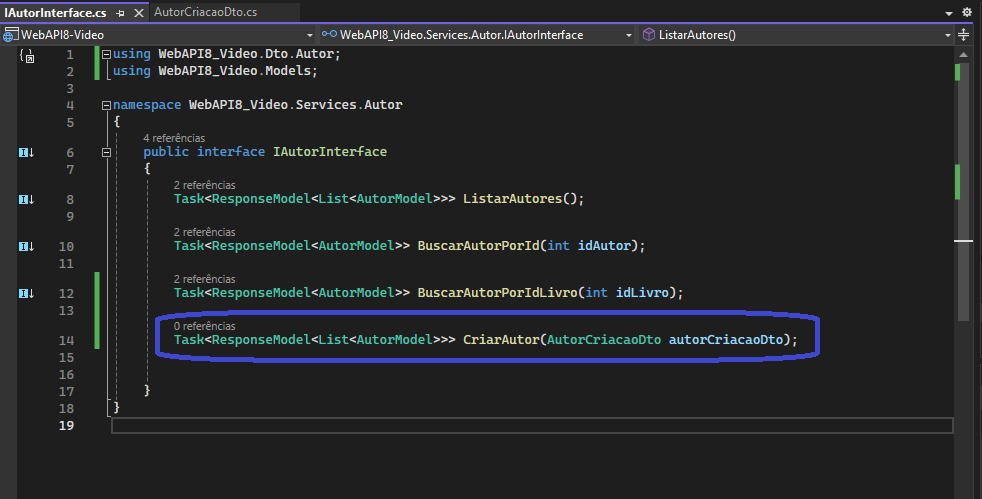 IAutorInterface.cs
AutorCriacaoDto.cs
WebAPI8-Video
WebAPI8_Video.Services.Autor.IAutorInterface
ListarAutores()
1 using WebAPI8_Video.Dto.Autor;
2 using WebAPI8_Video.Models;
3
4 namespace WebAPI8_Video.Services.Autor
5 {
4 referências
6 public interface IAutorInterface
7 {
2 referências
8 Task<ResponseModel<List<AutorModel>>> ListarAutores();
9
2 referências
10 Task<ResponseModel<AutorModel>> BuscarAutorPorId(int idAutor);
11
2 referências
12 Task<ResponseModel<AutorModel>> BuscarAutorPorIdLivro(int idLivro);
13
0 referências
14 Task<ResponseModel<List<AutorModel>>> CriarAutor(AutorCriacaoDto autorCriacaoDto);
15
16
17 }
18 }
19